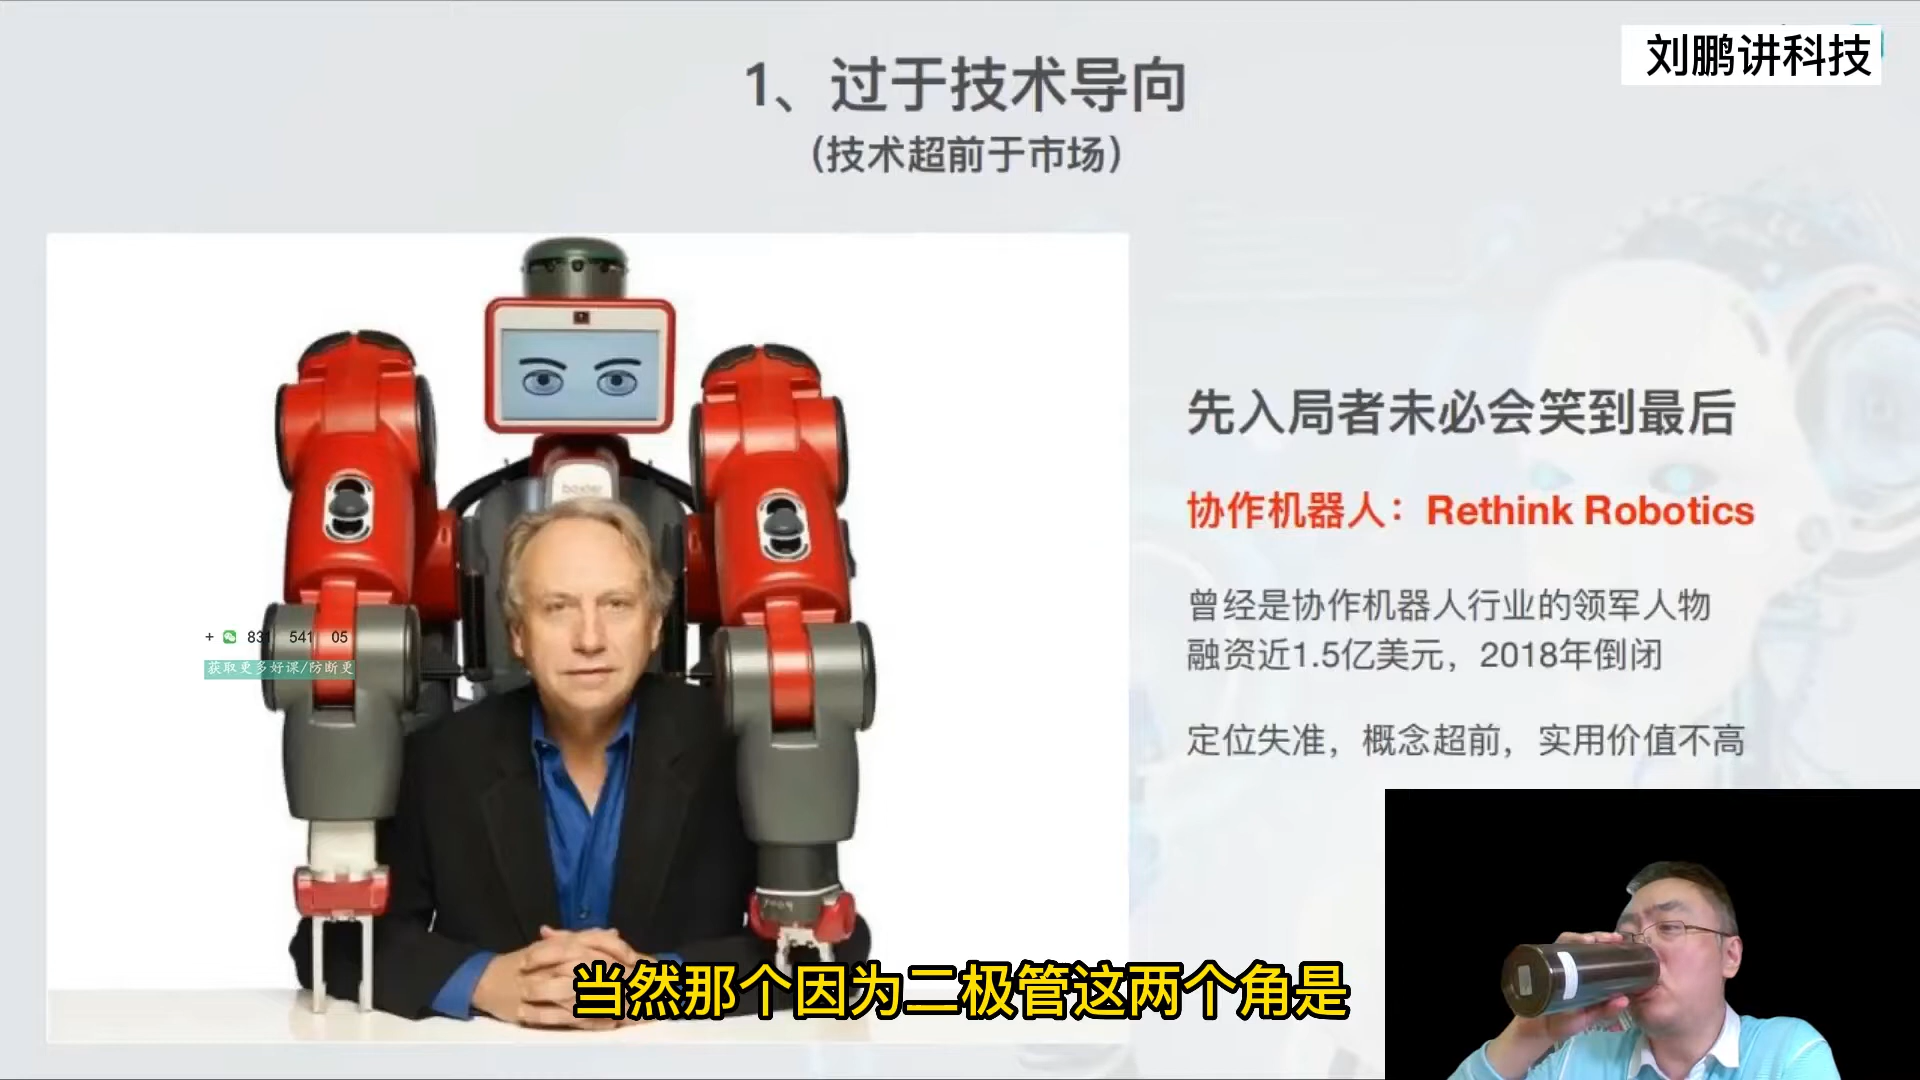 刘鹏讲科技
1、过于技术导向
（技术超前于市场）
先入局者未必会笑到最后
协作机器人：Rethink Robotics
曾经是协作机器人行业的领军人物
融资近1.5亿美元，2018年倒闭
定位失准，概念超前，实用价值不高
baxter
+ 831 541 05
获取更多好课/防断更
当然那个因为二极管这两个角是